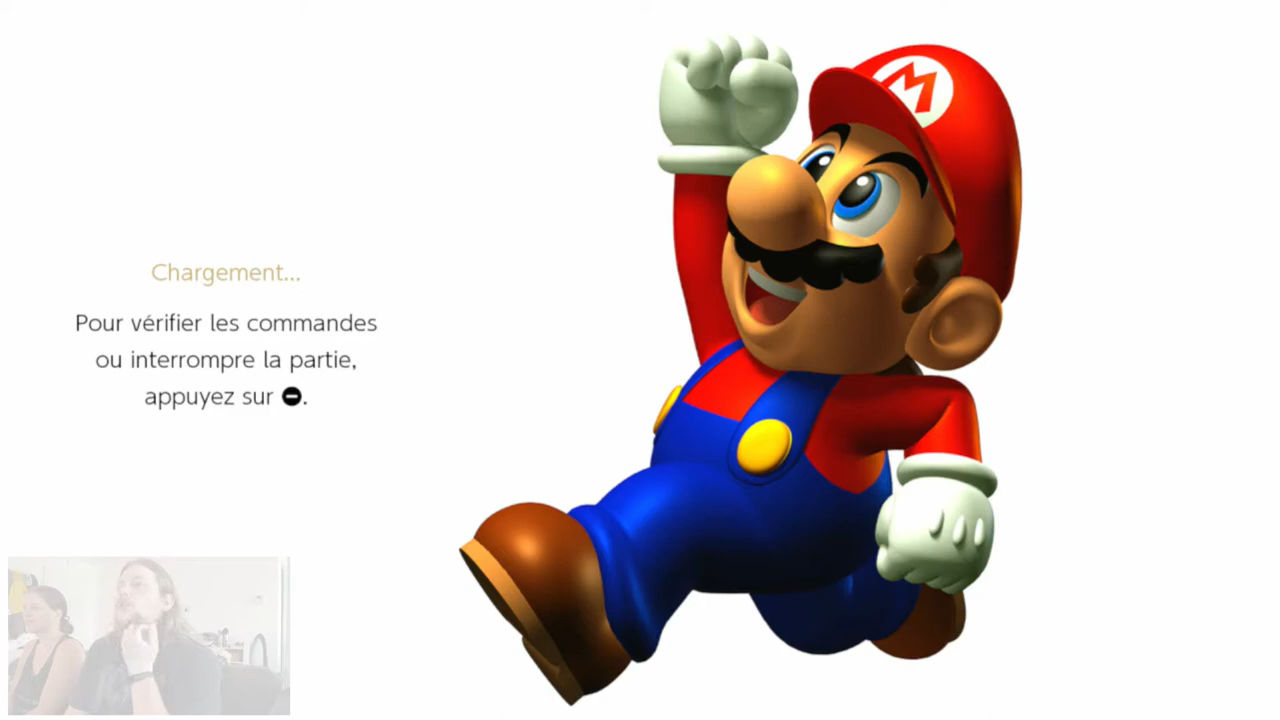 M
Chargement...
Pour vérifier les commandes
ou interrompre la partie,
appuyez sur ⊖.